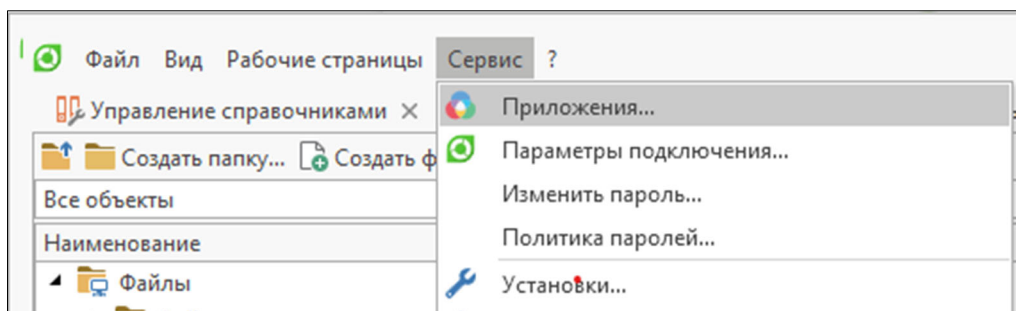 Файл Вид Рабочие страницы Сервис ?
Управление справочниками
Приложения...
Создать папку... Создать ф
Параметры подключения...
Все объекты
Изменить пароль...
Наименование
Политика паролей...
Файлы
Установки...